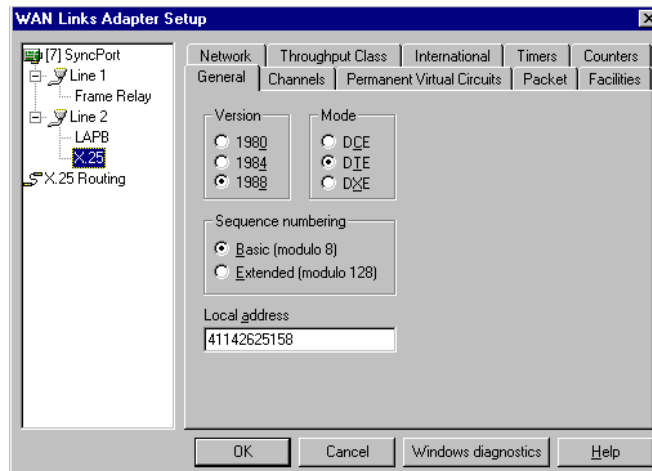 WAN Links Adapter Setup
[7] SyncPort
Line 1
Frame Relay
Line 2
LAPB
X.25
X.25 Routing
Network
Throughput Class
International
Timers
Counters
General
Channels
Permanent Virtual Circuits
Packet
Facilities
Version
1980
1984
1988
Mode
DCE
DTE
DXE
Sequence numbering
Basic (modulo 8)
Extended (modulo 128)
Local address
41142625158
OK
Cancel
Windows diagnostics
Help